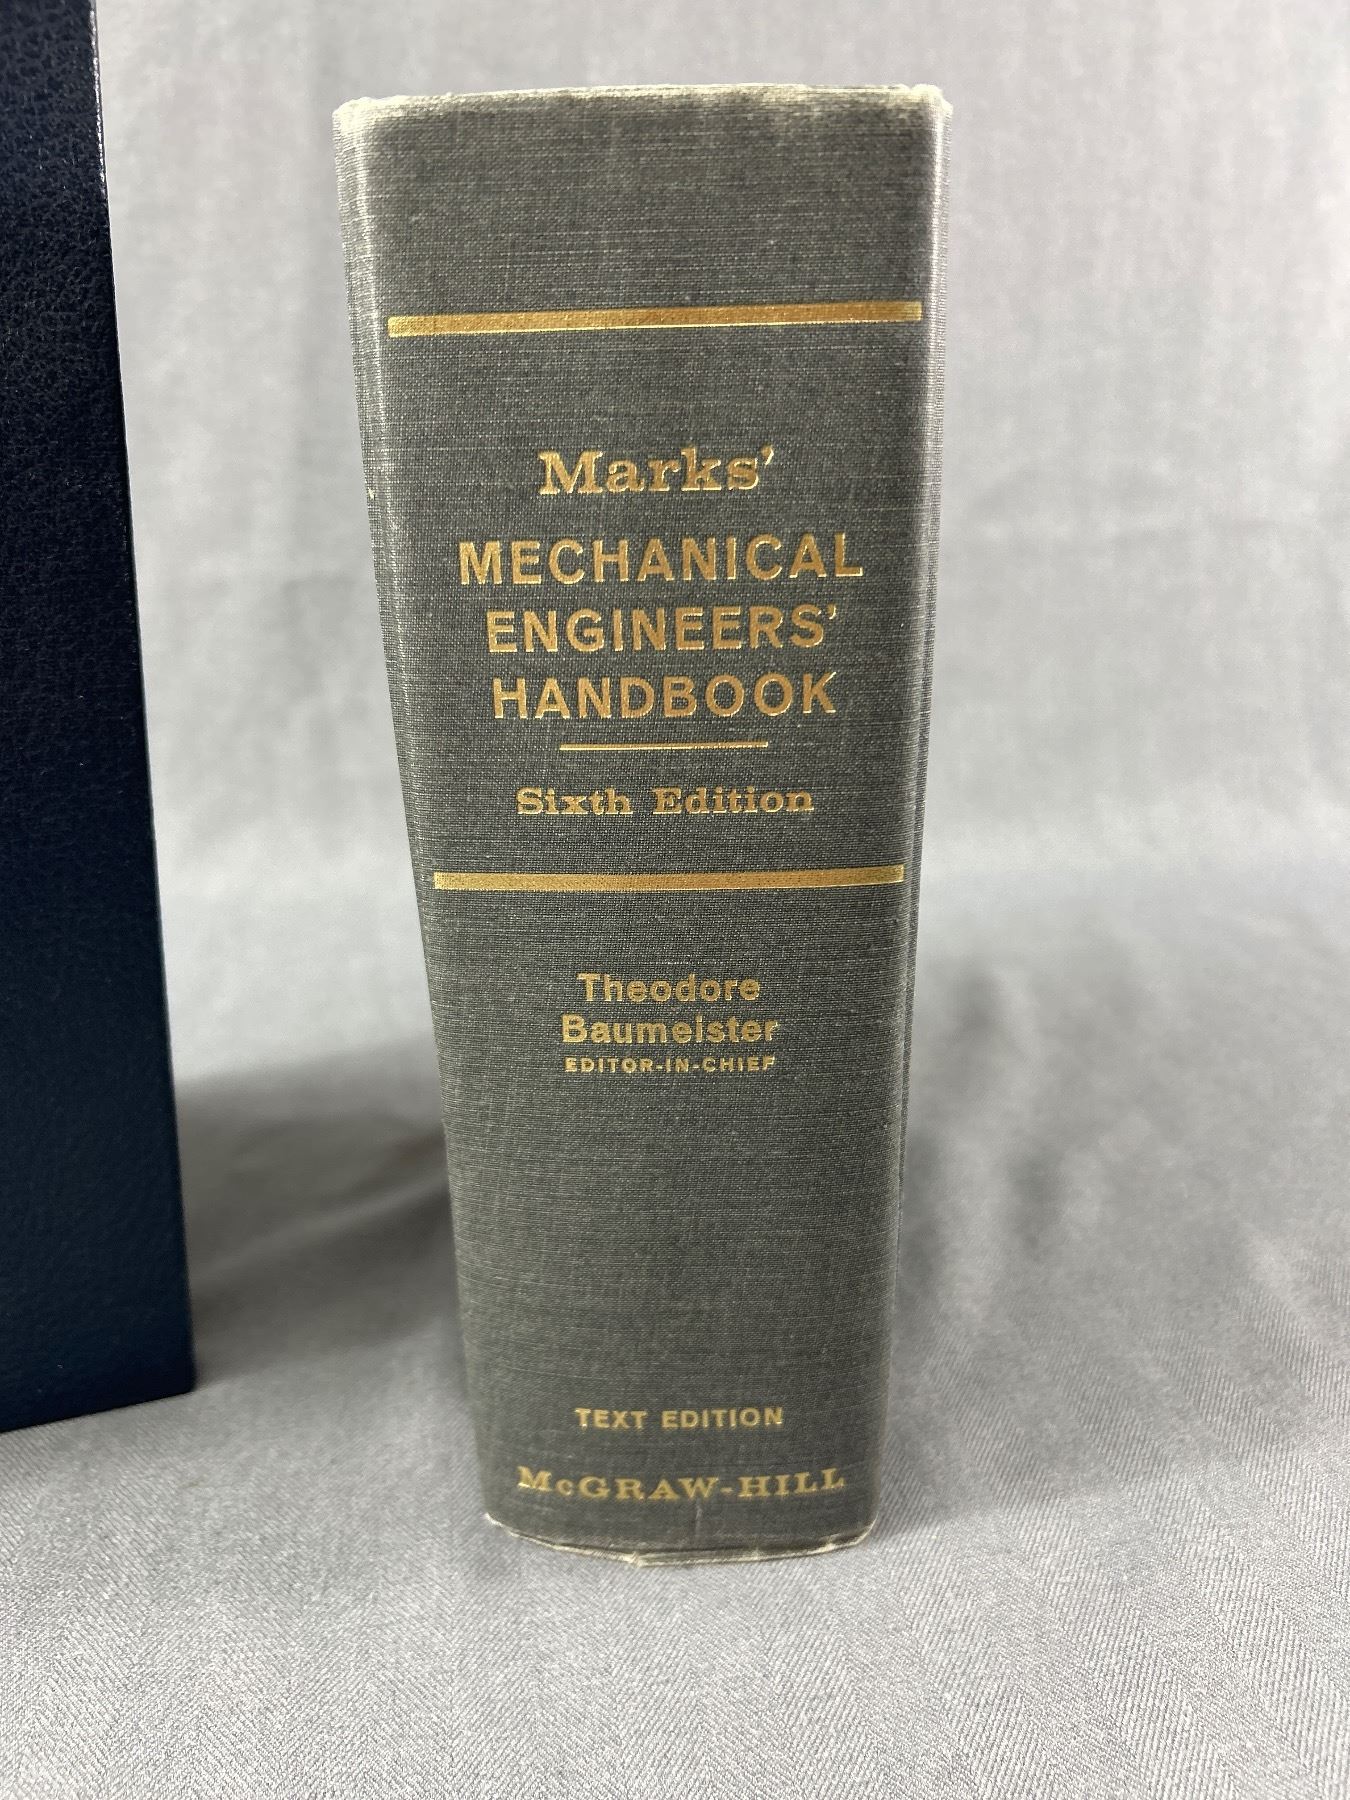 Marks'
MECHANICAL
ENGINEERS'
HANDBOOK
Sixth Edition
Theodore
Baumeister
EDITOR-IN-CHIEF
TEXT EDITION
McGRAW-HILL